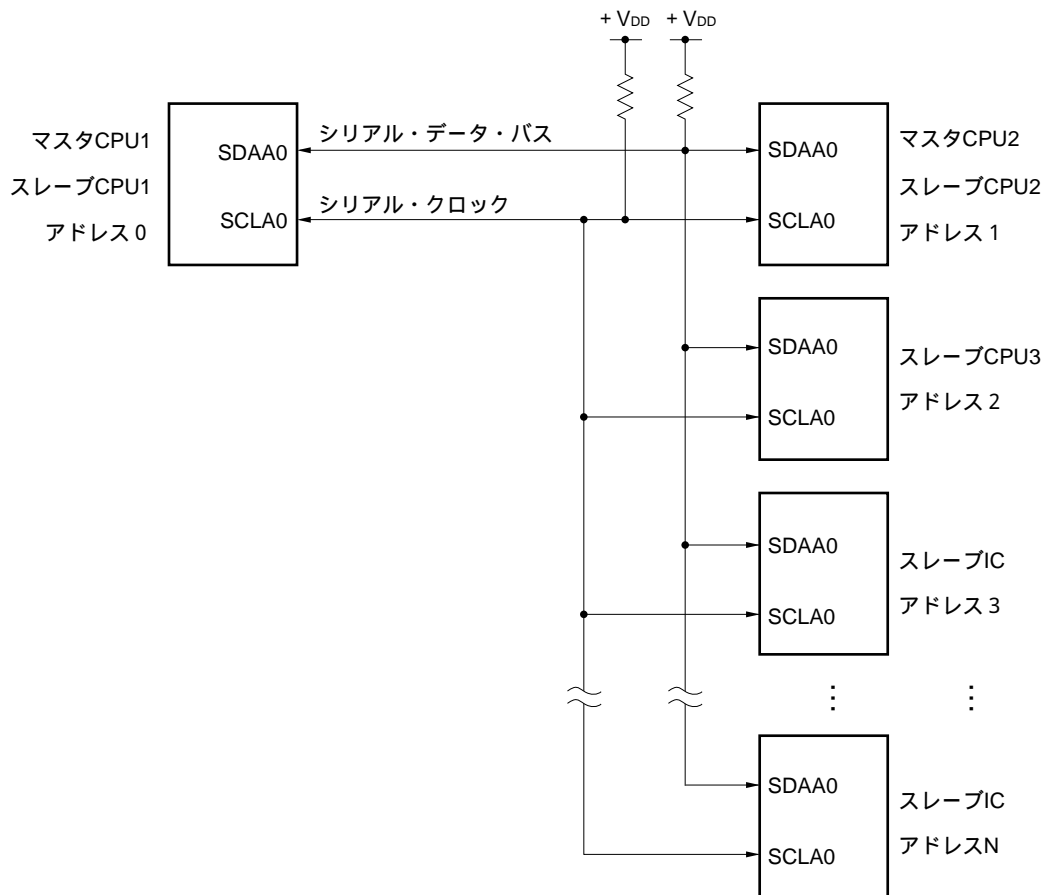 + VDD
+ VDD
マスタCPU1
スレーブCPU1
アドレス 0
SDAA0
SCLA0
シリアル・データ・バス
シリアル・クロック
SDAA0
SCLA0
マスタCPU2
スレーブCPU2
アドレス 1
SDAA0
SCLA0
スレーブCPU3
アドレス 2
SDAA0
SCLA0
スレーブIC
アドレス 3
SDAA0
SCLA0
スレーブIC
アドレスN